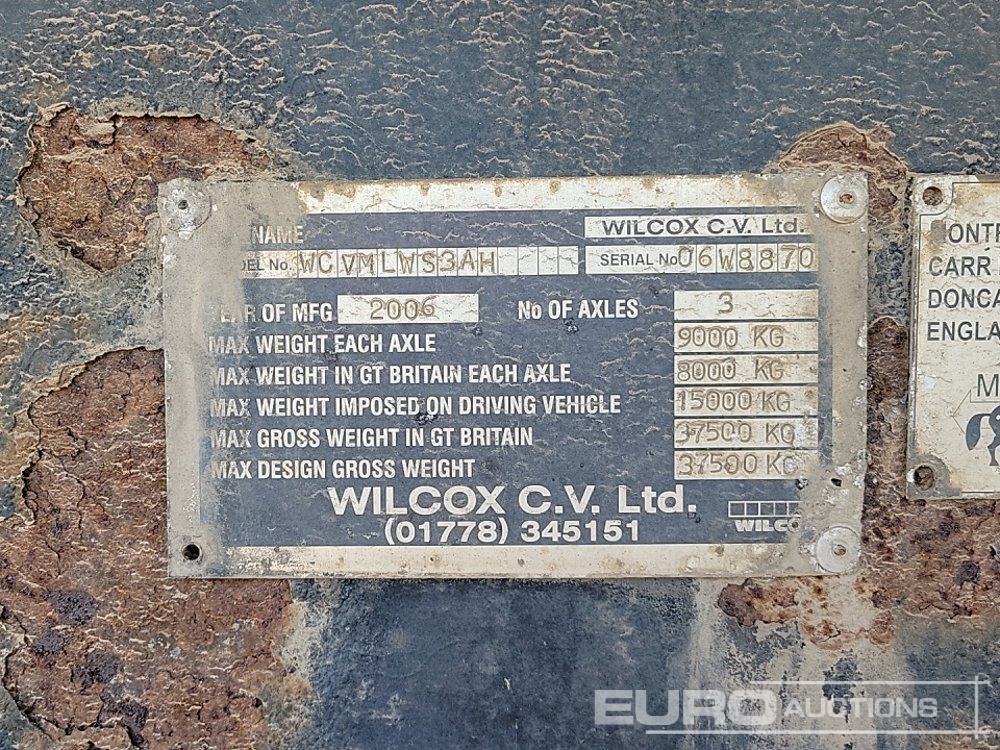 NAME WILCOX C.V. Ltd.
DEL No. WCVMLWS3AH SERIAL No 06W8870
EAR OF MFG 2006 No OF AXLES 3
MAX WEIGHT EACH AXLE 9000 KG
MAX WEIGHT IN GT BRITAIN EACH AXLE 8000 KG
MAX WEIGHT IMPOSED ON DRIVING VEHICLE 15000 KG
MAX GROSS WEIGHT IN GT BRITAIN 37500 KG
MAX DESIGN GROSS WEIGHT 37500 KG
WILCOX C.V. Ltd.
(01778) 345151
WILCO
ONTR
CARR
DONCA
ENGLA
M
EURO AUCTIONS